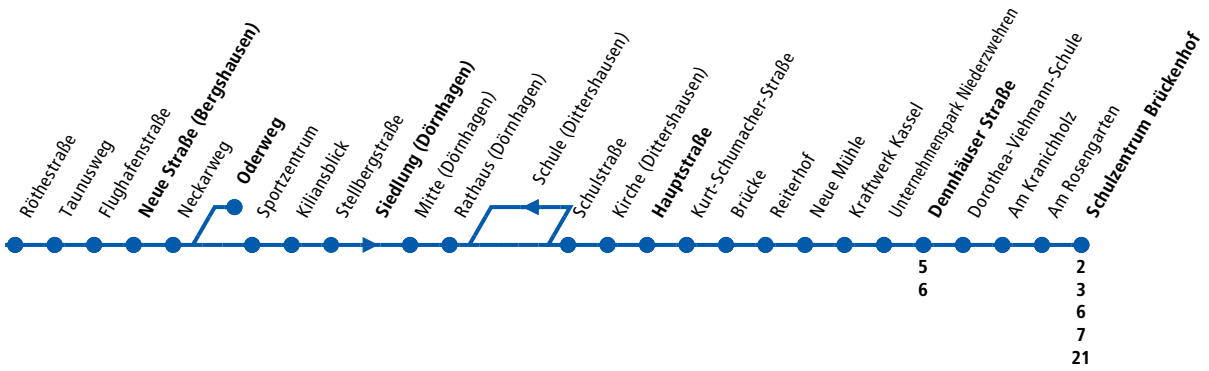 Röthestraße
Taunusweg
Flughafenstraße
Neue Straße (Bergshausen)
Neckarweg
Oderweg
Sportzentrum
Kiliansblick
Stellbergstraße
Siedlung (Dörnhagen)
Mitte (Dörnhagen)
Rathaus (Dörnhagen)
Schule (Dittershausen)
Schulstraße
Kirche (Dittershausen)
Hauptstraße
Kurt-Schumacher-Straße
Brücke
Reiterhof
Neue Mühle
Kraftwerk Kassel
Unternehmenspark Niederzwehren
Dennhäuser Straße
Dorothea-Viehmann-Schule
Am Kranichholz
Am Rosengarten
Schulzentrum Brückenhof
5
6
2
3
6
7
21